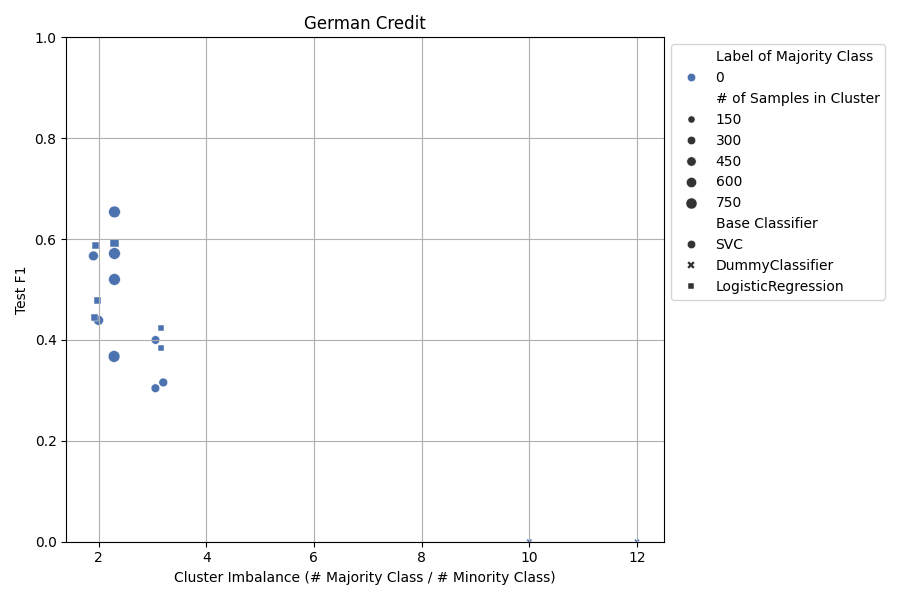 German Credit
1.0
0.8
0.6
0.4
0.2
0.0
Test F1
2
4
6
8
10
12
Cluster Imbalance (# Majority Class / # Minority Class)
Label of Majority Class
0
# of Samples in Cluster
150
300
450
600
750
Base Classifier
SVC
DummyClassifier
LogisticRegression